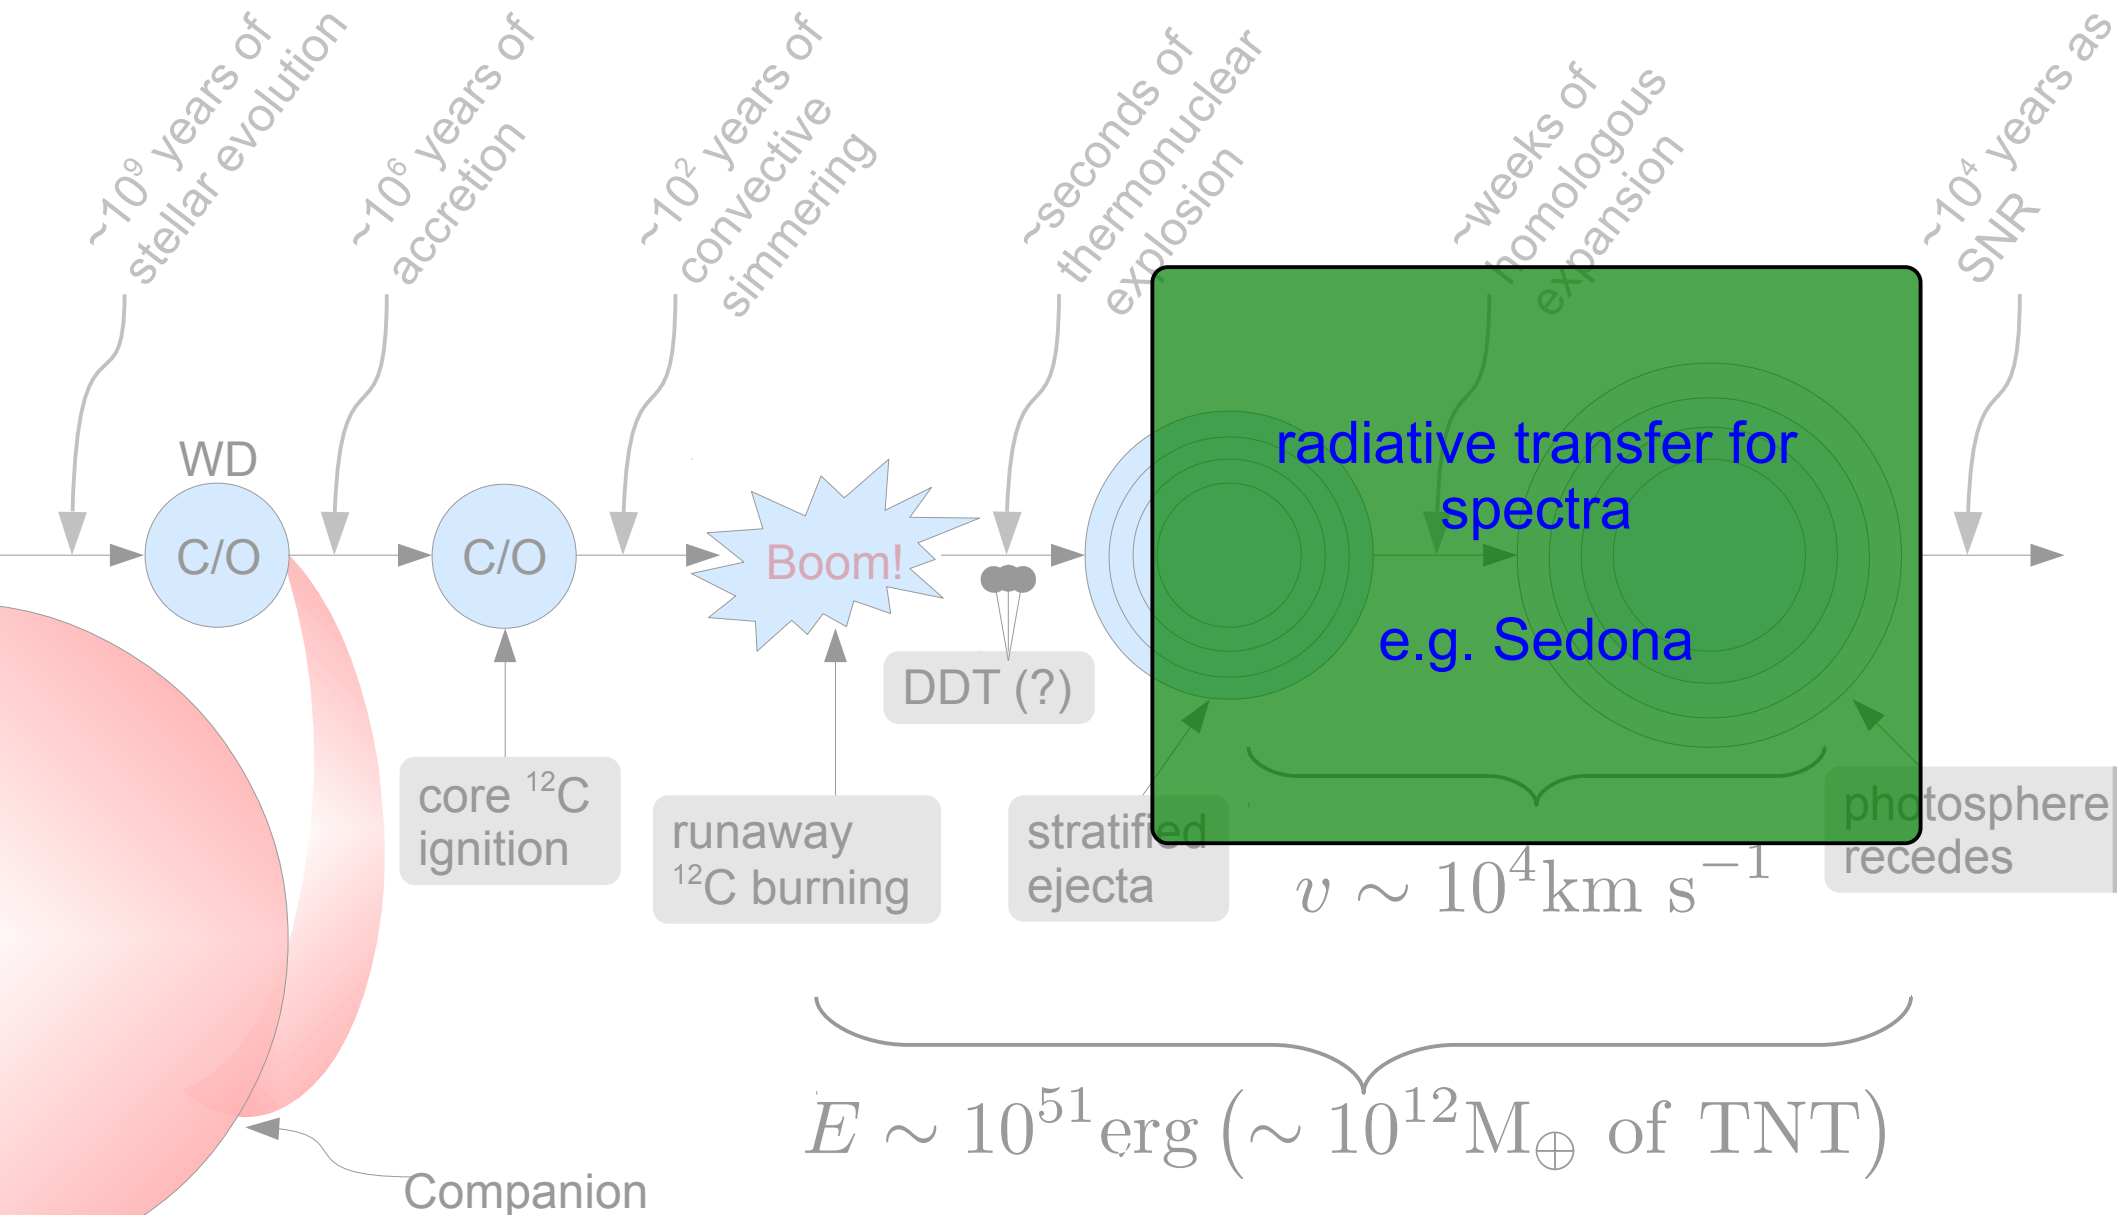 ~10⁹ years of
stellar evolution
~10⁶ years of
accretion
~10² years of
convective
simmering
~seconds of
thermonuclear
explosion
~weeks of
homologous
expansion
~10⁴ years as
SNR
WD
C/O
C/O
Boom!
DDT (?)
radiative transfer for
spectra
e.g. Sedona
core ¹²C
ignition
runaway
¹²C burning
stratified
ejecta
photosphere
recedes
v ∼ 10⁴km s⁻¹
E ∼ 10⁵¹erg (∼ 10¹²M⊕ of TNT)
Companion